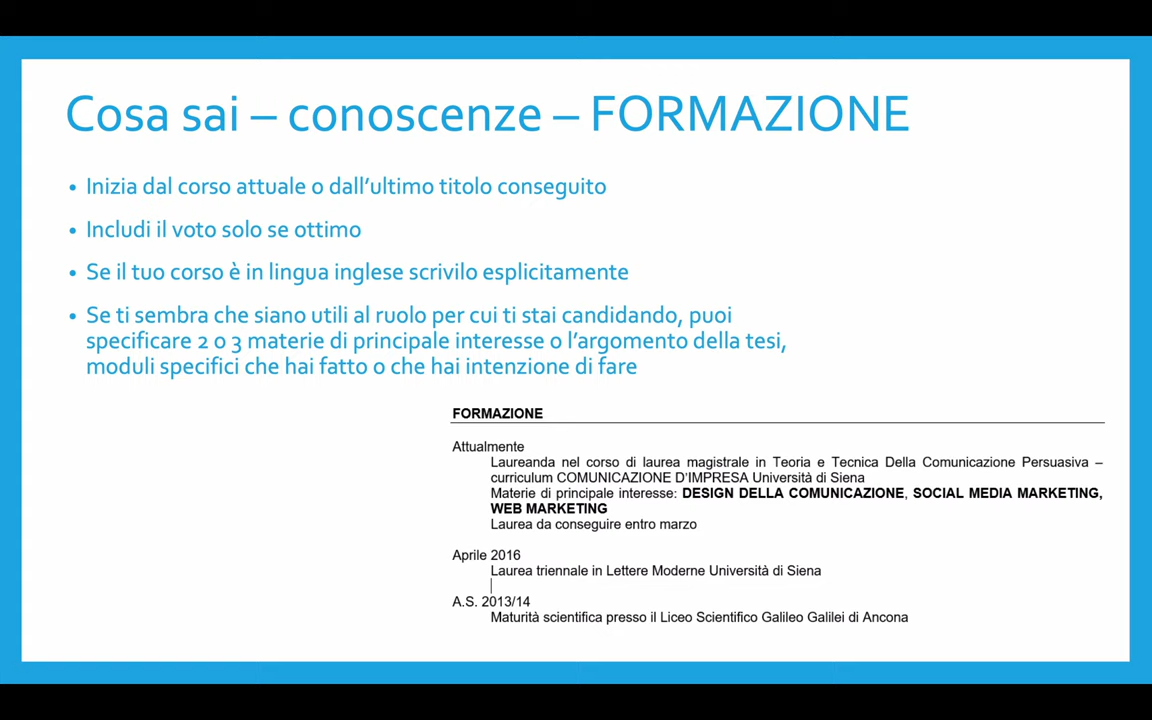 Cosa sai – conoscenze – FORMAZIONE
• Inizia dal corso attuale o dall’ultimo titolo conseguito
• Includi il voto solo se ottimo
• Se il tuo corso è in lingua inglese scrivilo esplicitamente
• Se ti sembra che siano utili al ruolo per cui ti stai candidando, puoi
specificare 2 o 3 materie di principale interesse o l’argomento della tesi,
moduli specifici che hai fatto o che hai intenzione di fare
FORMAZIONE
Attualmente
Laureanda nel corso di laurea magistrale in Teoria e Tecnica Della Comunicazione Persuasiva –
curriculum COMUNICAZIONE D’IMPRESA Università di Siena
Materie di principale interesse: DESIGN DELLA COMUNICAZIONE, SOCIAL MEDIA MARKETING,
WEB MARKETING
Laurea da conseguire entro marzo
Aprile 2016
Laurea triennale in Lettere Moderne Università di Siena
A.S. 2013/14
Maturità scientifica presso il Liceo Scientifico Galileo Galilei di Ancona